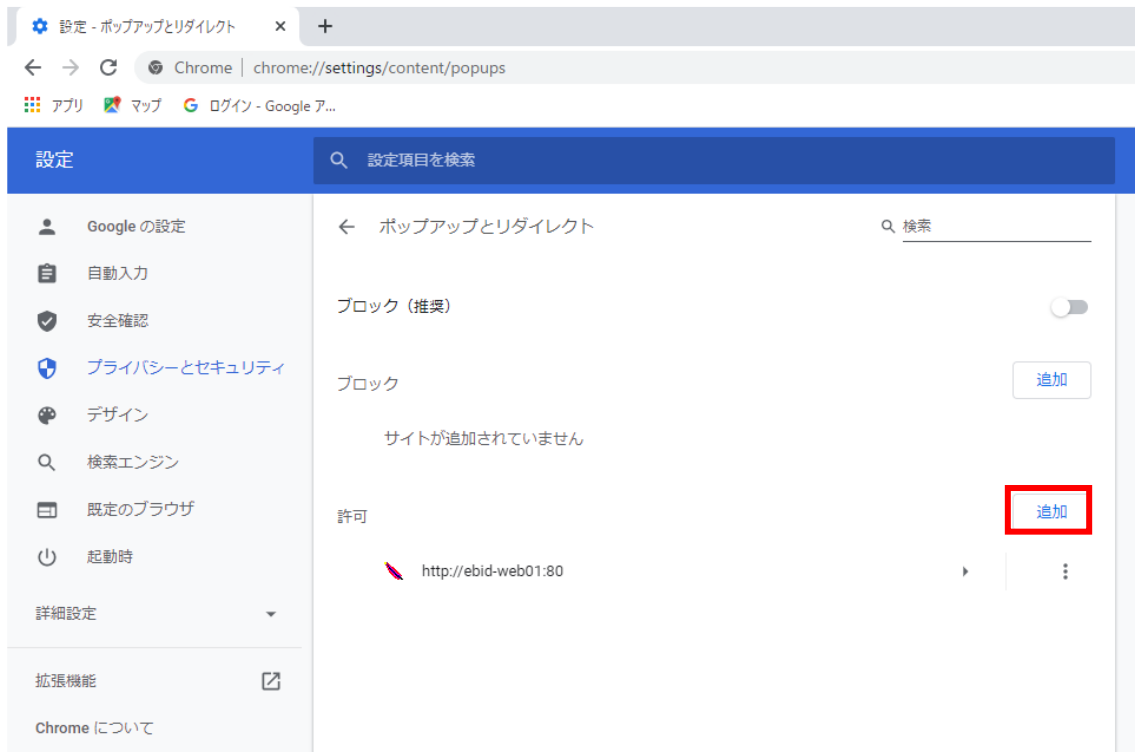 設定 - ポップアップとリダイレクト
Chrome | chrome://settings/content/popups
アプリ マップ ログイン - Google ア...
設定
設定項目を検索
Google の設定
自動入力
安全確認
プライバシーとセキュリティ
デザイン
検索エンジン
既定のブラウザ
起動時
詳細設定
拡張機能
Chrome について
ポップアップとリダイレクト
検索
ブロック（推奨）
ブロック
追加
サイトが追加されていません
許可
追加
http://ebid-web01:80